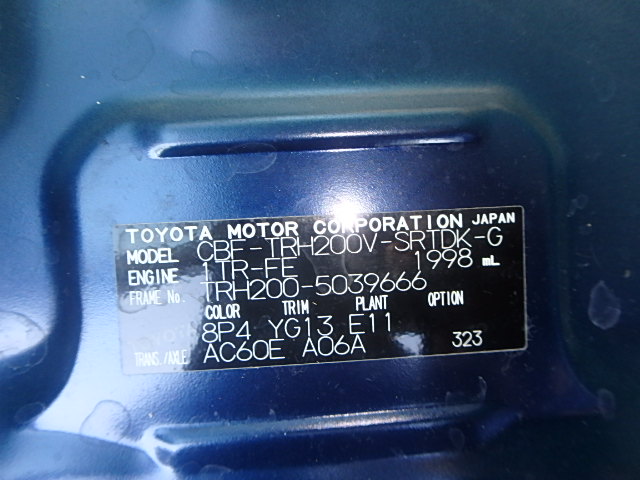 TOYOTA MOTOR CORPORATION JAPAN
MODEL CBF-TRH200V-SRTDK-G
ENGINE 1TR-FE 1998 mL
FRAME No. TRH200-5039666
COLOR TRIM PLANT OPTION
8P4 YG13 E11
TRANS./AXLE AC60E A06A 323